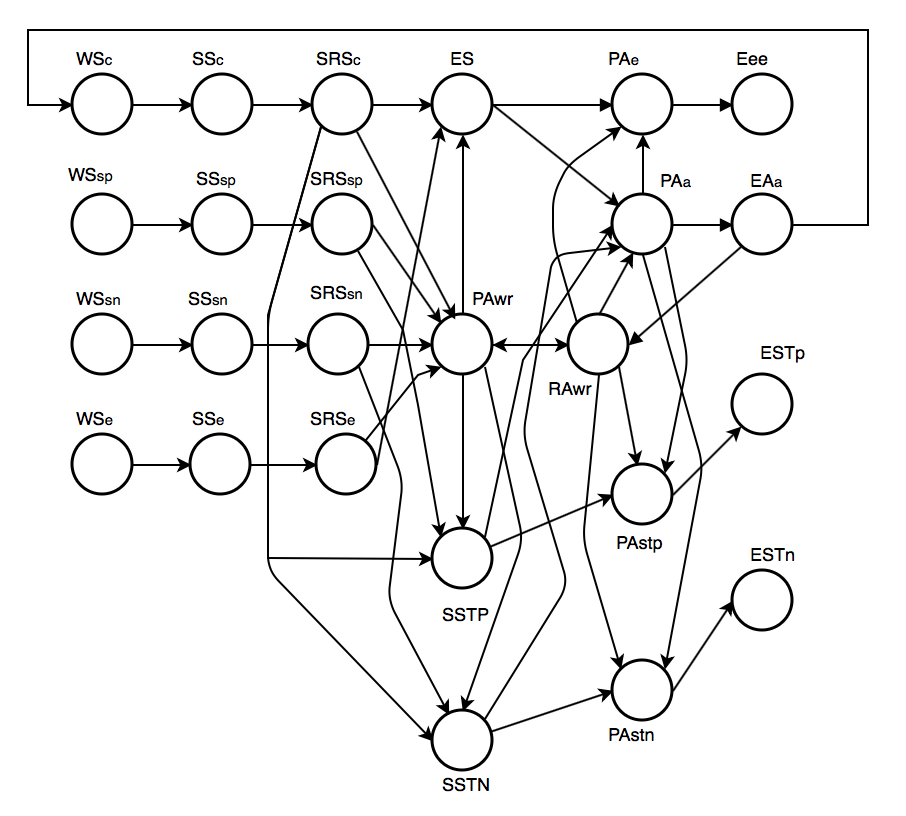 WSc
SSc
SRSc
ES
PAe
Eee
WSsp
SSsp
SRSsp
PAa
EAa
WSsn
SSsn
SRSsn
PAwr
RAwr
ESTp
WSe
SSe
SRSe
PAstp
ESTn
SSTP
PAstn
SSTN